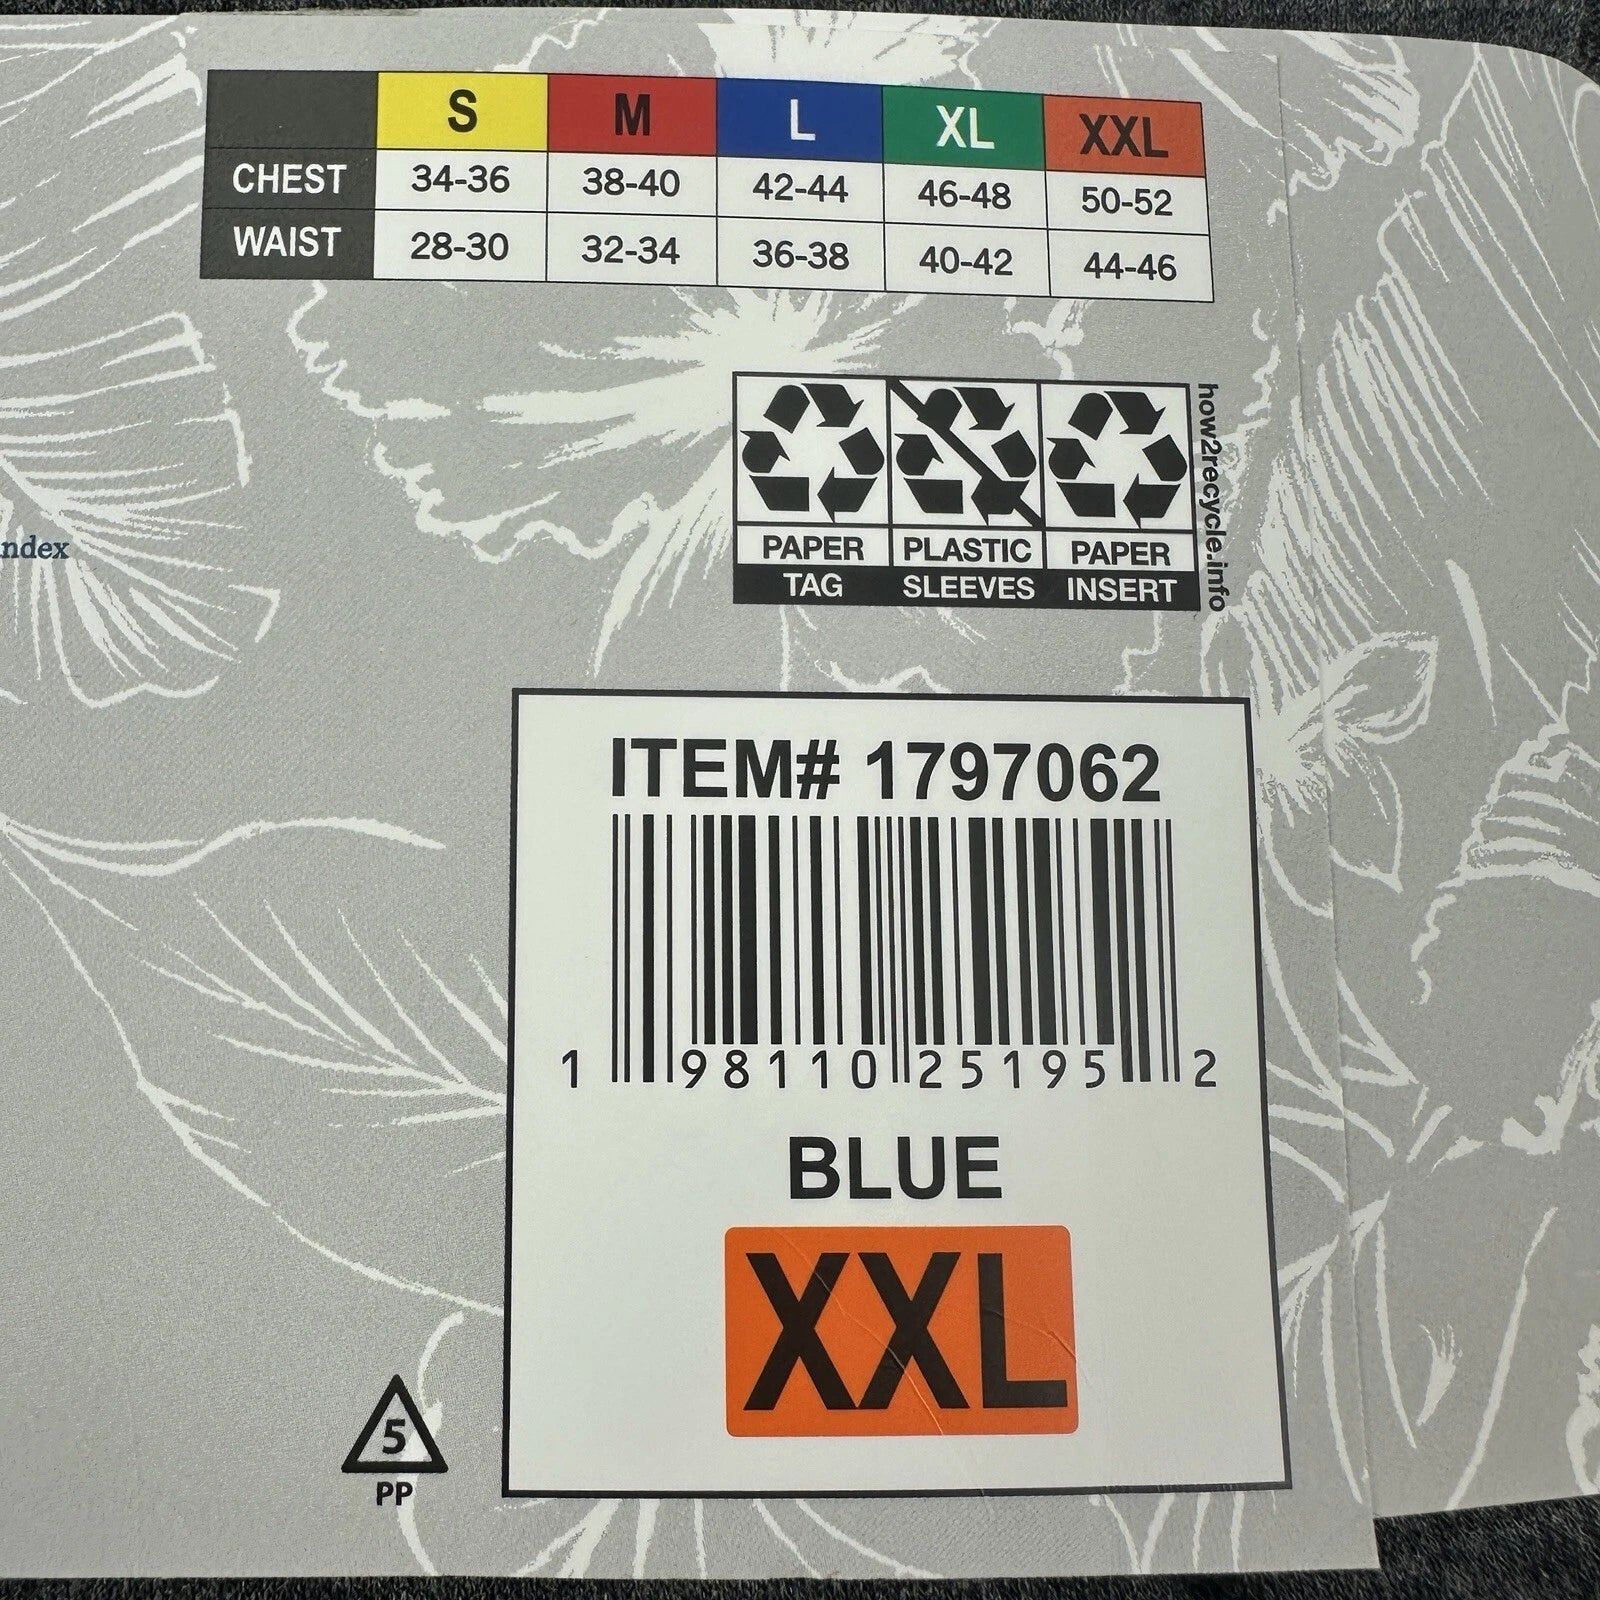 S M L XL XXL
CHEST 34-36 38-40 42-44 46-48 50-52
WAIST 28-30 32-34 36-38 40-42 44-46
how2recycle.info
PAPER PLASTIC PAPER
TAG SLEEVES INSERT
ndex
ITEM# 1797062
1 98110 25195 2
BLUE
XXL
5
PP